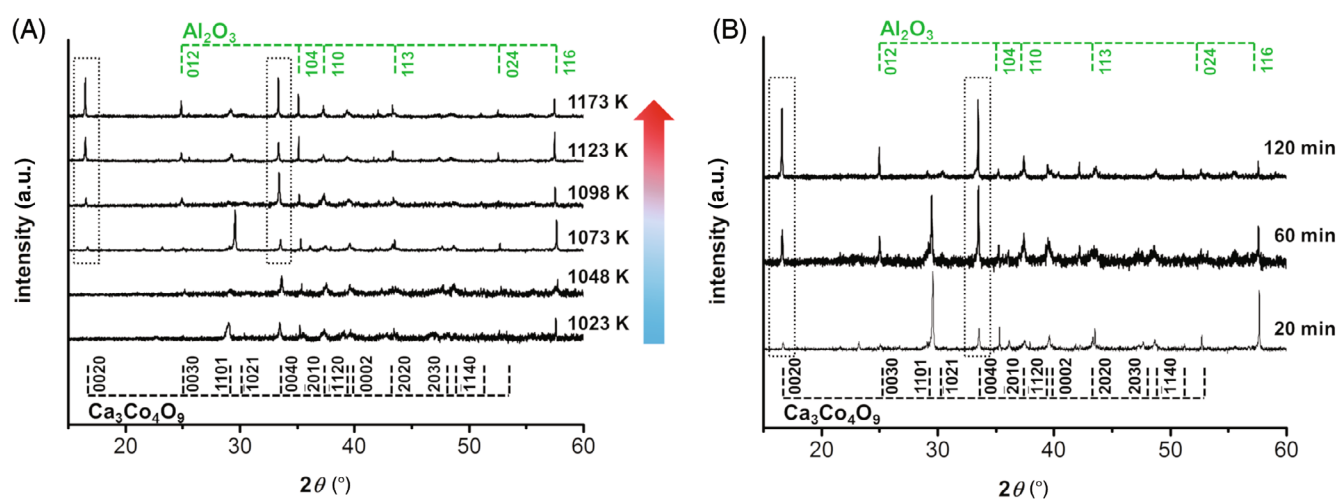 (A)
Al₂O₃
012
104
110
113
024
116
1173 K
1123 K
1098 K
1073 K
1048 K
1023 K
intensity (a.u.)
0020
0030
1101
1021
0040
2010
1120
0002
2020
2030
1140
Ca₃Co₄O₉
20
30
40
50
60
2θ (°)
(B)
Al₂O₃
012
104
110
113
024
116
120 min
60 min
20 min
intensity (a.u.)
0020
0030
1101
1021
0040
2010
1120
0002
2020
2030
1140
Ca₃Co₄O₉
20
30
40
50
60
2θ (°)